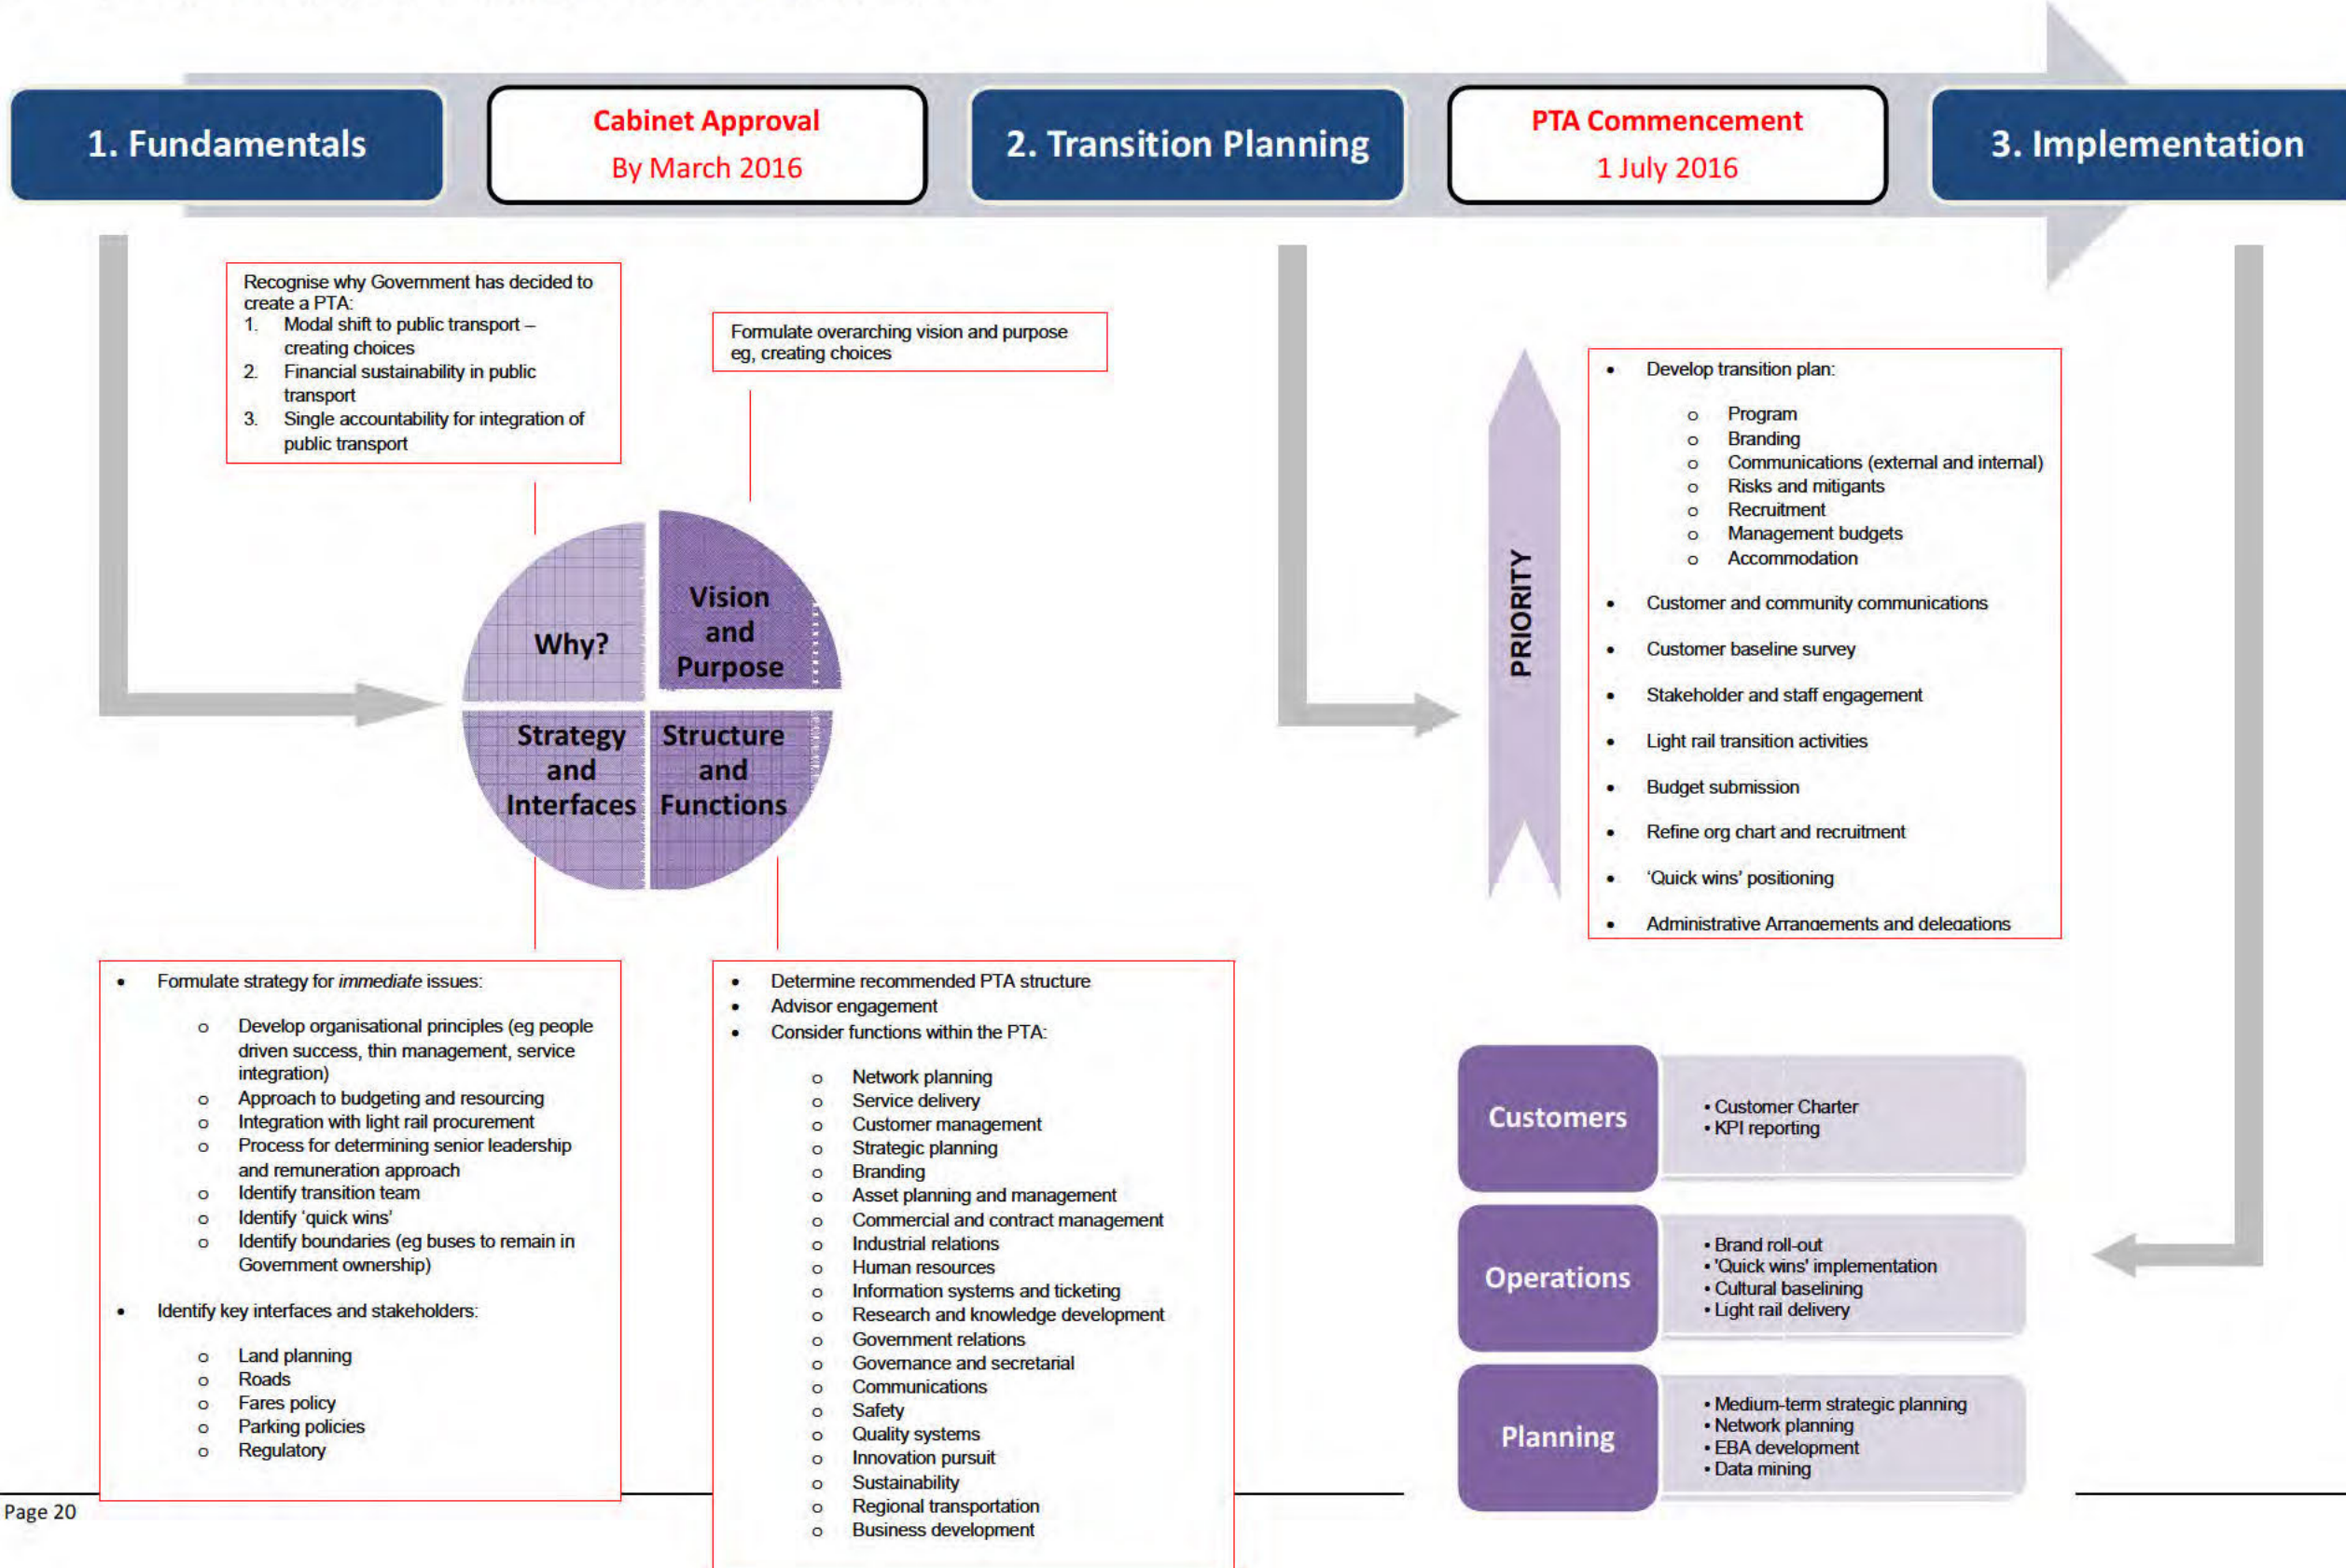 1. Fundamentals
Cabinet Approval
By March 2016
2. Transition Planning
PTA Commencement
1 July 2016
3. Implementation
Recognise why Government has decided to
create a PTA:
1. Modal shift to public transport –
creating choices
2. Financial sustainability in public
transport
3. Single accountability for integration of
public transport
Formulate overarching vision and purpose
eg, creating choices
Why?
Vision
and
Purpose
Strategy
and
Interfaces
Structure
and
Functions
• Formulate strategy for immediate issues:
o Develop organisational principles (eg people
driven success, thin management, service
integration)
o Approach to budgeting and resourcing
o Integration with light rail procurement
o Process for determining senior leadership
and remuneration approach
o Identify transition team
o Identify ‘quick wins’
o Identify boundaries (eg buses to remain in
Government ownership)
• Identify key interfaces and stakeholders:
o Land planning
o Roads
o Fares policy
o Parking policies
o Regulatory
• Determine recommended PTA structure
• Advisor engagement
• Consider functions within the PTA:
o Network planning
o Service delivery
o Customer management
o Strategic planning
o Branding
o Asset planning and management
o Commercial and contract management
o Industrial relations
o Human resources
o Information systems and ticketing
o Research and knowledge development
o Government relations
o Governance and secretarial
o Communications
o Safety
o Quality systems
o Innovation pursuit
o Sustainability
o Regional transportation
o Business development
PRIORITY
• Develop transition plan:
o Program
o Branding
o Communications (external and internal)
o Risks and mitigants
o Recruitment
o Management budgets
o Accommodation
• Customer and community communications
• Customer baseline survey
• Stakeholder and staff engagement
• Light rail transition activities
• Budget submission
• Refine org chart and recruitment
• ‘Quick wins’ positioning
• Administrative Arrangements and delegations
Customers
• Customer Charter
• KPI reporting
Operations
• Brand roll-out
• 'Quick wins' implementation
• Cultural baselining
• Light rail delivery
Planning
• Medium-term strategic planning
• Network planning
• EBA development
• Data mining
Page 20